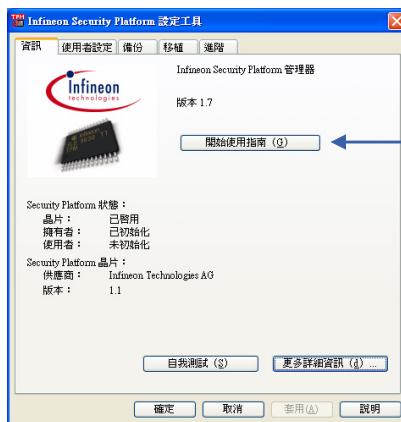 Infineon Security Platform 設定工具
資訊 使用者設定 備份 移植 進階
Infineon Security Platform 管理器
Infineon
technologies
版本 1.7
開始使用指南 (G)
Security Platform 狀態：
晶片： 已啓用
擁有者： 已初始化
使用者： 未初始化
Security Platform 晶片：
供應商： Infineon Technologies AG
版本： 1.1
自我測試 (S) 更多詳細資訊 (d) ...
確定 取消 套用(A) 說明